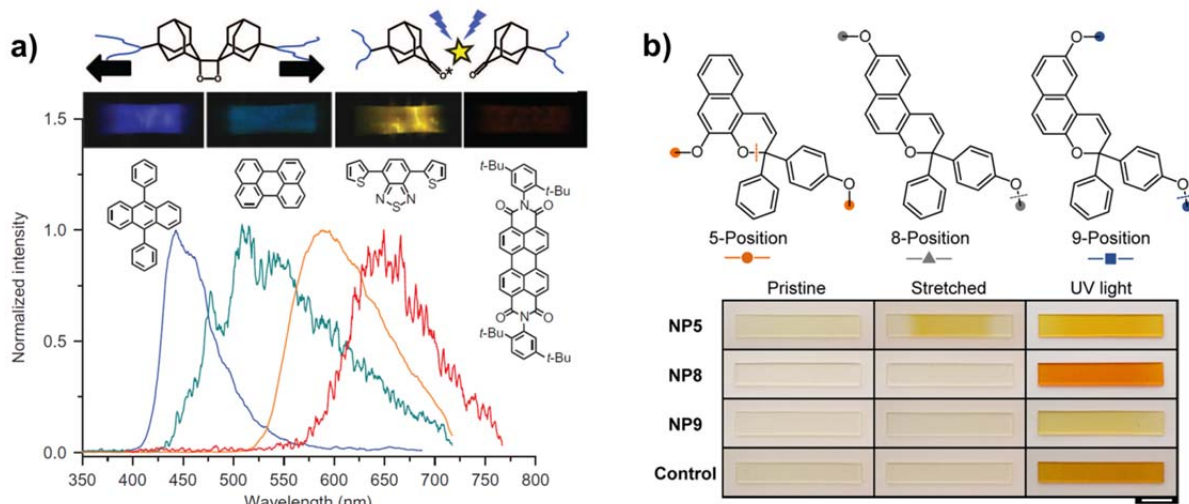 a)
O
O
O
*
O
1.5
1.0
0.5
0.0
Normalized intensity
350 400 450 500 550 600 650 700 750 800
Wavelength (nm)
S
S
N
N
S
t-Bu
t-Bu
O N O
O N O
t-Bu
t-Bu
b)
O
O
O
O
O
O
O
O
O
5-Position 8-Position 9-Position
Pristine Stretched UV light
NP5
NP8
NP9
Control